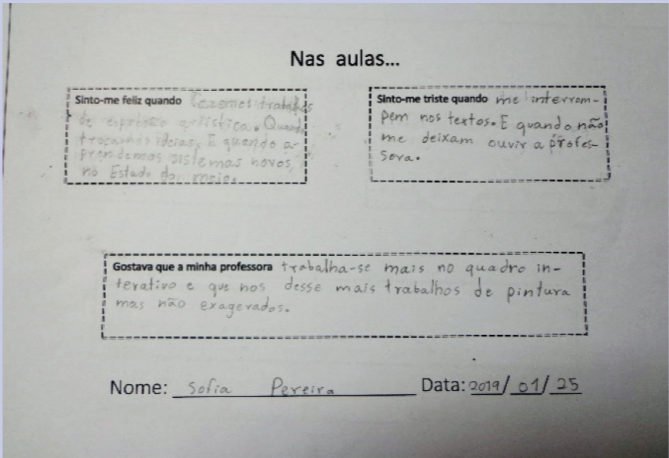 Nas aulas...
Sinto-me feliz quando fazemos trabalhos
de expressão artística. Quando
trocamos ideias. E quando a-
prendemos sistemas novos
no Estudo do meio.
Sinto-me triste quando me interrom-
pem nos textos. E quando não
me deixam ouvir a profes-
sora.
Gostava que a minha professora trabalha-se mais no quadro in-
terativo e que nos desse mais trabalhos de pintura
mas não exagerados.
Nome: Sofia Pereira Data: 2019/01/25